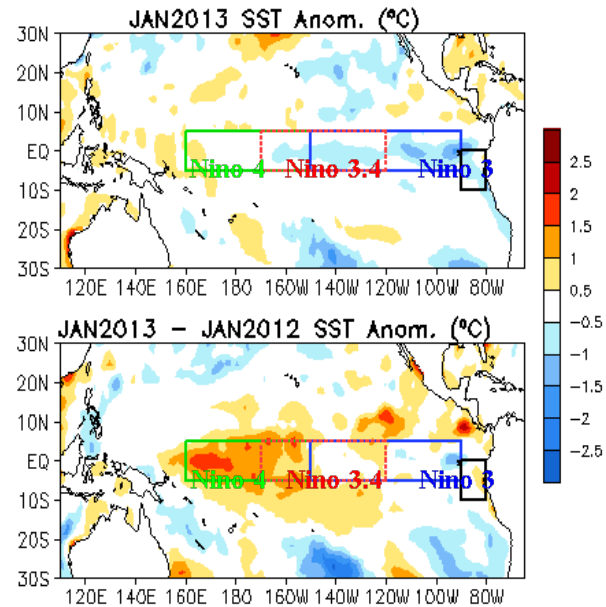 JAN2013 SST Anom. (ºC)
30N
20N
10N
EQ
10S
20S
30S
Nino 4 Nino 3.4 Nino 3
120E 140E 160E 180 160W 140W 120W 100W 80W
JAN2013 – JAN2012 SST Anom. (ºC)
30N
20N
10N
EQ
10S
20S
30S
Nino 4 Nino 3.4 Nino 3
120E 140E 160E 180 160W 140W 120W 100W 80W
2.5
2
1.5
1
0.5
-0.5
-1
-1.5
-2
-2.5